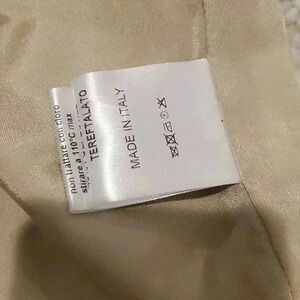 non trattare con cloro
stirare a 110°C max
TEREFTALATO
MADE IN ITALY